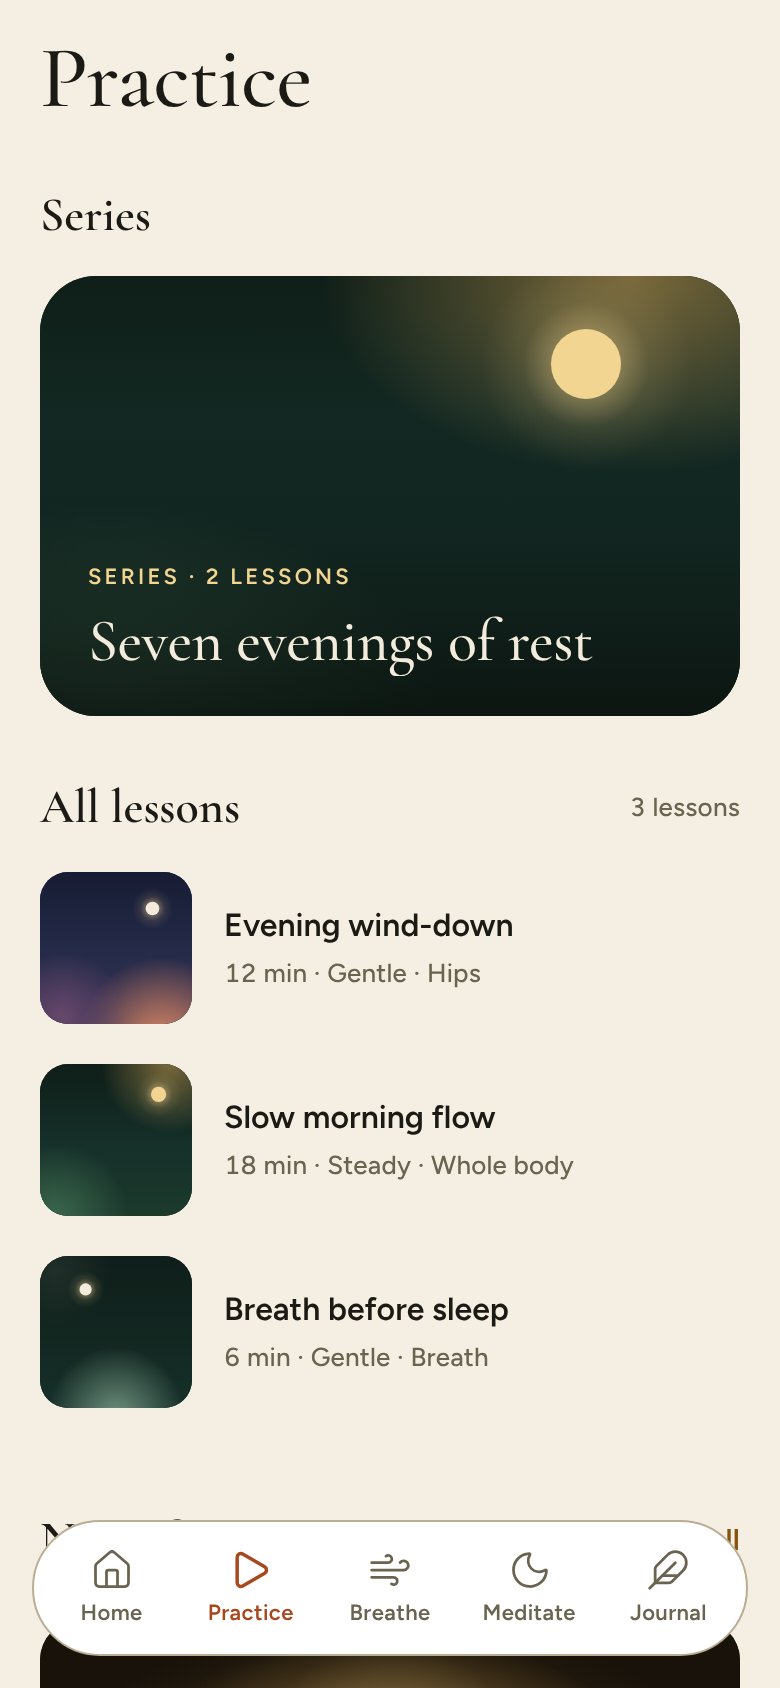 Practice
Series
SERIES · 2 LESSONS
Seven evenings of rest
All lessons
3 lessons
Evening wind-down
12 min · Gentle · Hips
Slow morning flow
18 min · Steady · Whole body
Breath before sleep
6 min · Gentle · Breath
Home
Practice
Breathe
Meditate
Journal